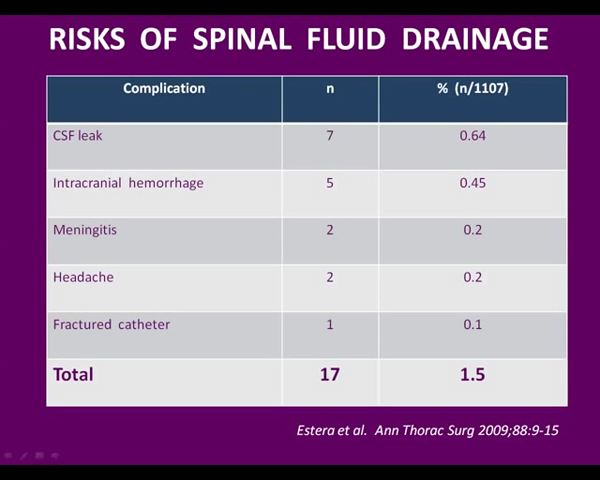 RISKS OF SPINAL FLUID DRAINAGE
Complication n % (n/1107)
CSF leak 7 0.64
Intracranial hemorrhage 5 0.45
Meningitis 2 0.2
Headache 2 0.2
Fractured catheter 1 0.1
Total 17 1.5
Estera et al. Ann Thorac Surg 2009;88:9-15